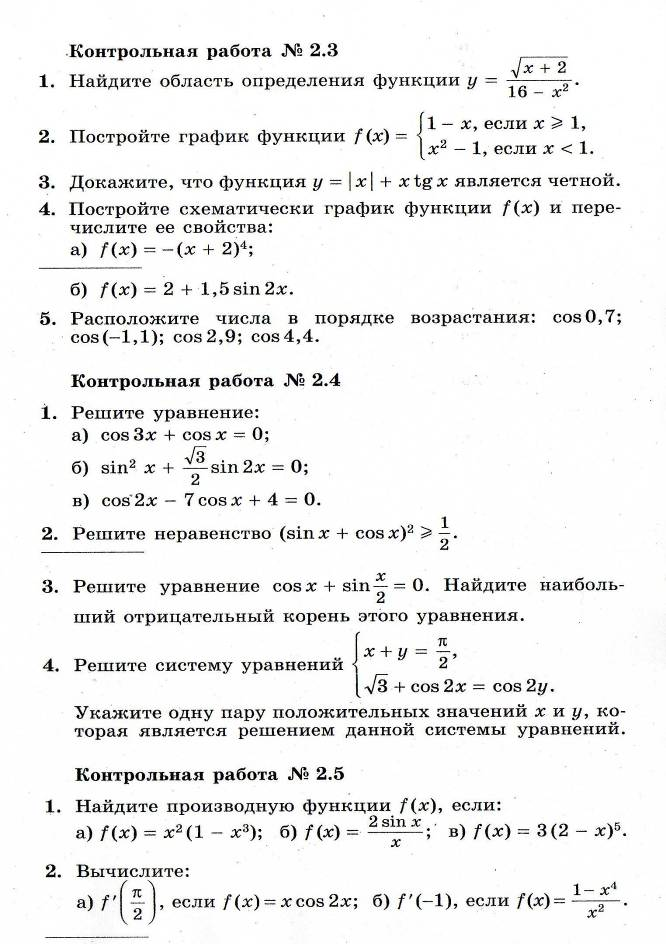 Контрольная работа № 2.3
1. Найдите область определения функции y = √(x + 2) / (16 − x²).
2. Постройте график функции f(x) = { 1 − x, если x ⩾ 1,
x² − 1, если x < 1.
3. Докажите, что функция y = |x| + x tg x является четной.
4. Постройте схематически график функции f(x) и пере-
числите ее свойства:
а) f(x) = −(x + 2)⁴;
б) f(x) = 2 + 1,5 sin 2x.
5. Расположите числа в порядке возрастания: cos 0,7;
cos (−1,1); cos 2,9; cos 4,4.
Контрольная работа № 2.4
1. Решите уравнение:
а) cos 3x + cos x = 0;
б) sin² x + √3/2 sin 2x = 0;
в) cos 2x − 7 cos x + 4 = 0.
2. Решите неравенство (sin x + cos x)² ⩾ 1/2.
3. Решите уравнение cos x + sin x/2 = 0. Найдите наиболь-
ший отрицательный корень этого уравнения.
4. Решите систему уравнений { x + y = π/2,
√3 + cos 2x = cos 2y.
Укажите одну пару положительных значений x и y, ко-
торая является решением данной системы уравнений.
Контрольная работа № 2.5
1. Найдите производную функции f(x), если:
а) f(x) = x²(1 − x³); б) f(x) = 2 sin x / x; в) f(x) = 3(2 − x)⁵.
2. Вычислите:
а) f′(π/2), если f(x) = x cos 2x; б) f′(−1), если f(x) = (1 − x⁴) / x².